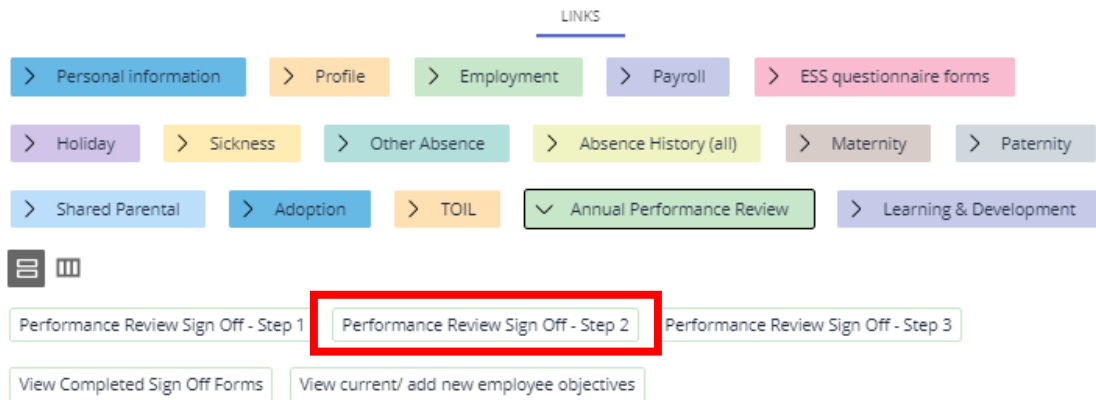 LINKS
Personal information Profile Employment Payroll ESS questionnaire forms
Holiday Sickness Other Absence Absence History (all) Maternity Paternity
Shared Parental Adoption TOIL Annual Performance Review Learning & Development
Performance Review Sign Off - Step 1 Performance Review Sign Off - Step 2 Performance Review Sign Off - Step 3
View Completed Sign Off Forms View current/ add new employee objectives